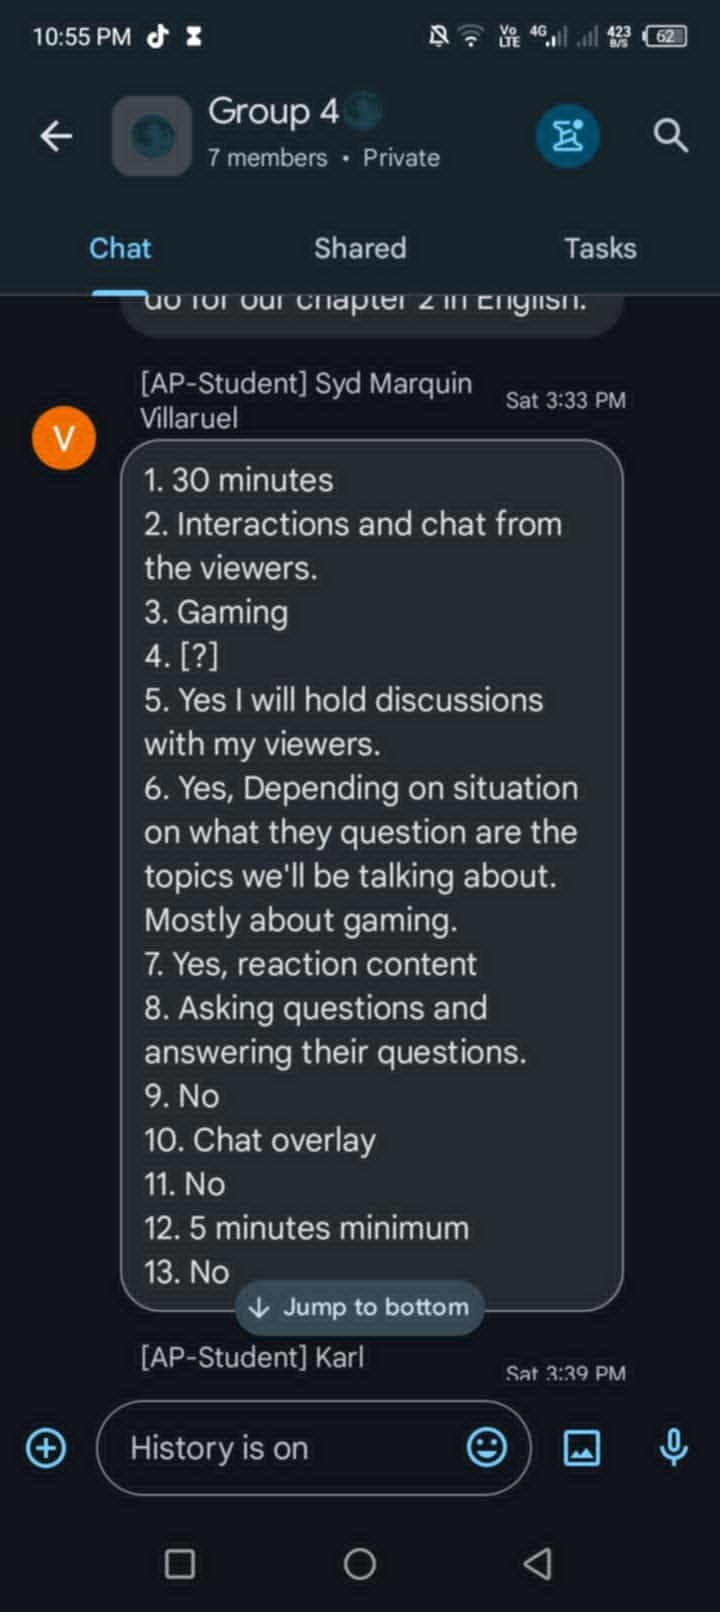 10:55 PM
Vo LTE 4G 423 B/S 62
Group 4
7 members • Private
Chat Shared Tasks
do for our chapter 2 in English.
[AP-Student] Syd Marquin
Villaruel
Sat 3:33 PM
V
1. 30 minutes
2. Interactions and chat from
the viewers.
3. Gaming
4. [?]
5. Yes I will hold discussions
with my viewers.
6. Yes, Depending on situation
on what they question are the
topics we'll be talking about.
Mostly about gaming.
7. Yes, reaction content
8. Asking questions and
answering their questions.
9. No
10. Chat overlay
11. No
12. 5 minutes minimum
13. No
Jump to bottom
[AP-Student] Karl
Sat 3:39 PM
History is on